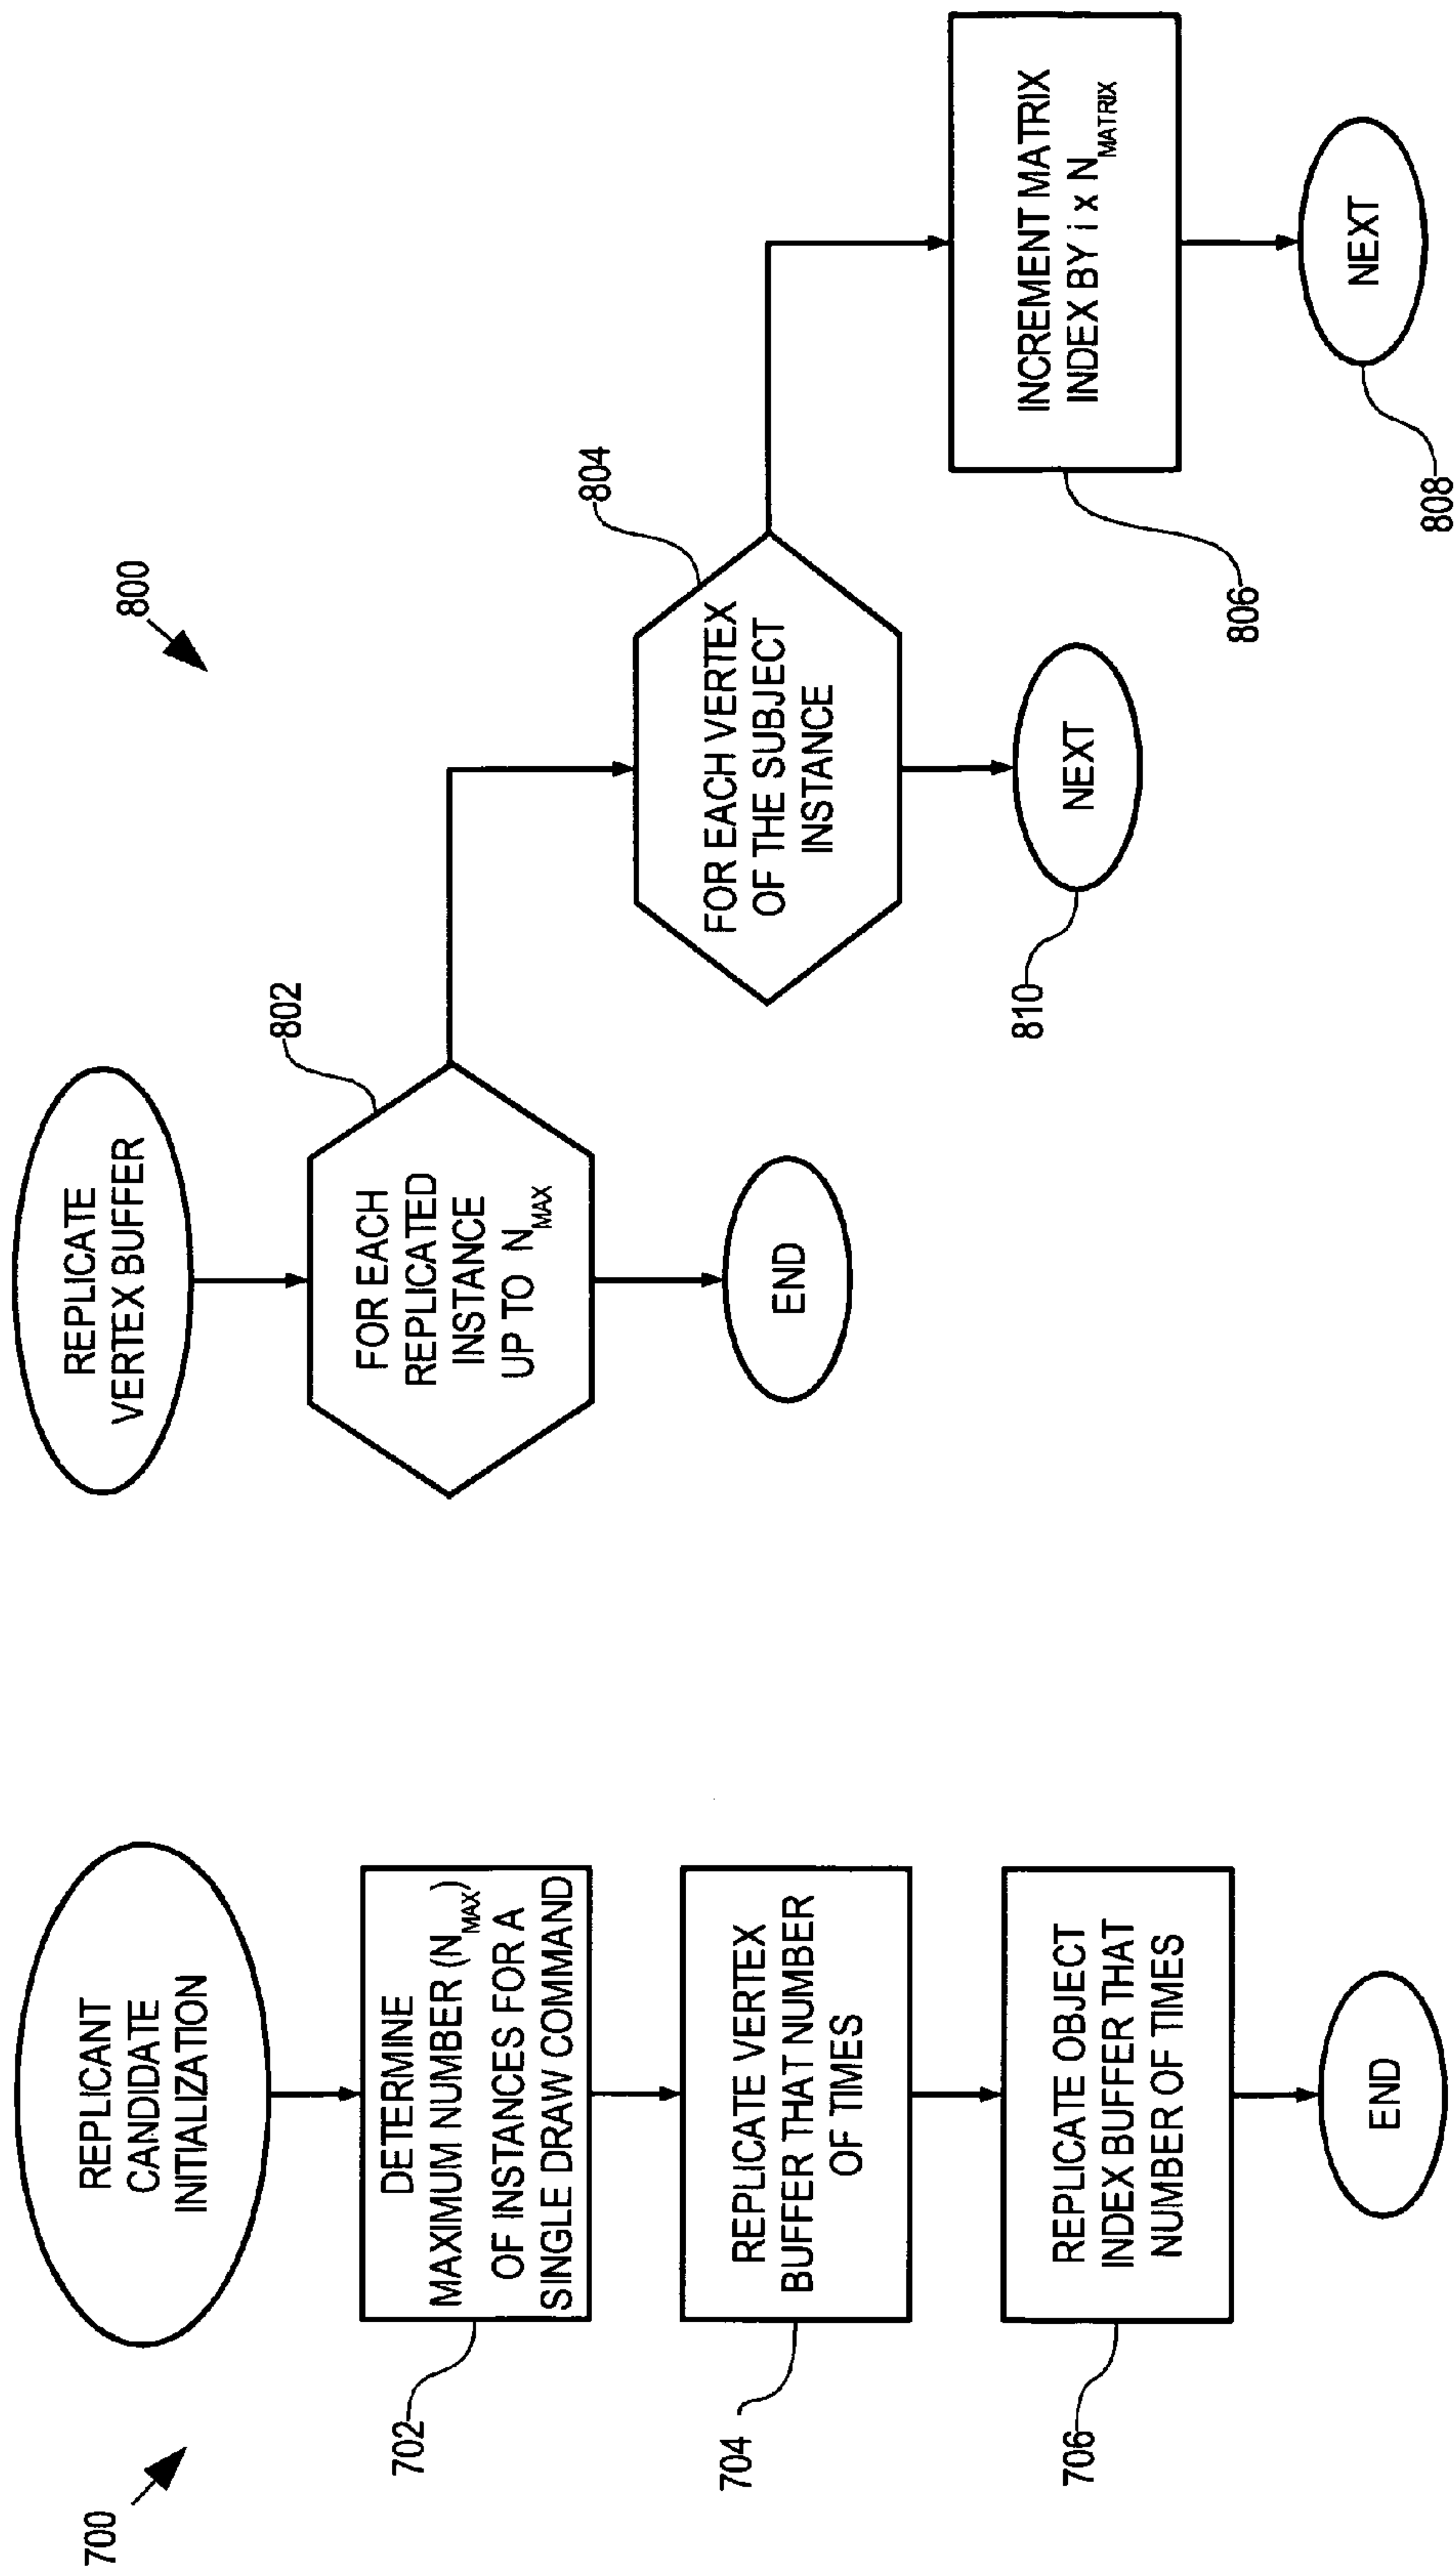 700
REPLICANT
CANDIDATE
INITIALIZATION
DETERMINE
MAXIMUM NUMBER (N_MAX)
OF INSTANCES FOR A
SINGLE DRAW COMMAND
702
REPLICATE VERTEX
BUFFER THAT NUMBER
OF TIMES
704
REPLICATE OBJECT
INDEX BUFFER THAT
NUMBER OF TIMES
706
END
800
REPLICATE
VERTEX BUFFER
802
FOR EACH
REPLICATED
INSTANCE
UP TO N_MAX
END
804
FOR EACH VERTEX
OF THE SUBJECT
INSTANCE
810
NEXT
INCREMENT MATRIX
INDEX BY i x N_MATRIX
806
NEXT
808